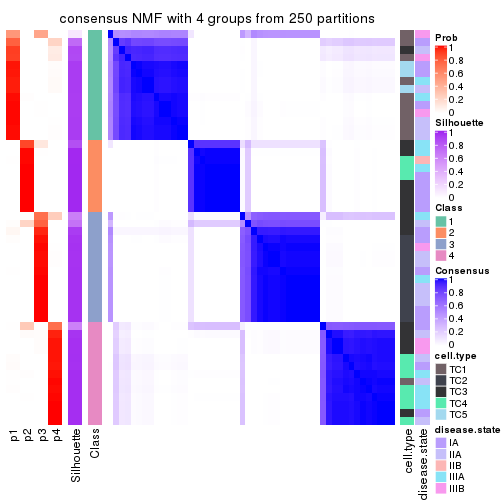 consensus NMF with 4 groups from 250 partitions
p1
p2
p3
p4
Silhouette
Class
cell.type
disease.state
Prob
1
0.8
0.6
0.4
0.2
0
Silhouette
1
0.8
0.6
0.4
0.2
0
Class
1
2
3
4
Consensus
1
0.8
0.6
0.4
0.2
0
cell.type
TC1
TC2
TC3
TC4
TC5
disease.state
IA
IIA
IIB
IIIA
IIIB